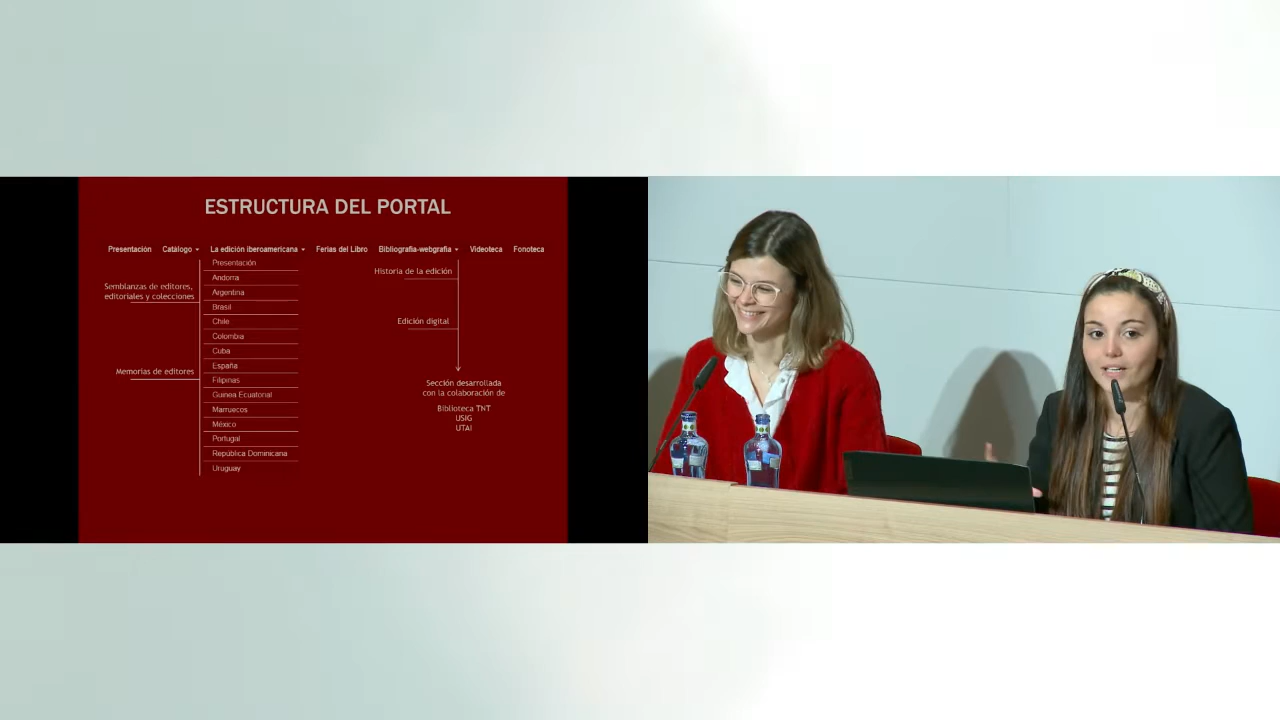 ESTRUCTURA DEL PORTAL
Presentación Catálogo La edición iberoamericana Ferias del Libro Bibliografía-webgrafía Videoteca Fonoteca
Semblanzas de editores,
editoriales y colecciones
Memorias de editores
Presentación
Andorra
Argentina
Brasil
Chile
Colombia
Cuba
España
Filipinas
Guinea Ecuatorial
Marruecos
México
Portugal
República Dominicana
Uruguay
Historia de la edición
Edición digital
Sección desarrollada
con la colaboración de
Biblioteca TNT
USIG
UTAI